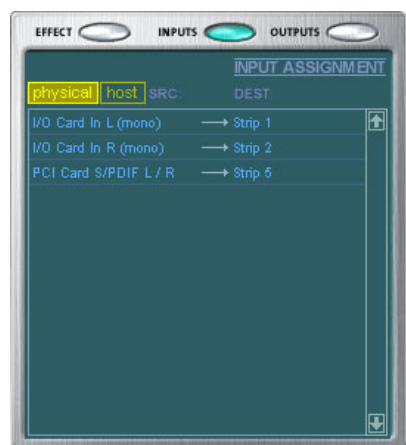 EFFECT INPUTS OUTPUTS
INPUT ASSIGNMENT
physical host SRC: DEST:
I/O Card In L (mono) → Strip 1
I/O Card In R (mono) → Strip 2
PCI Card S/PDIF L / R → Strip 5